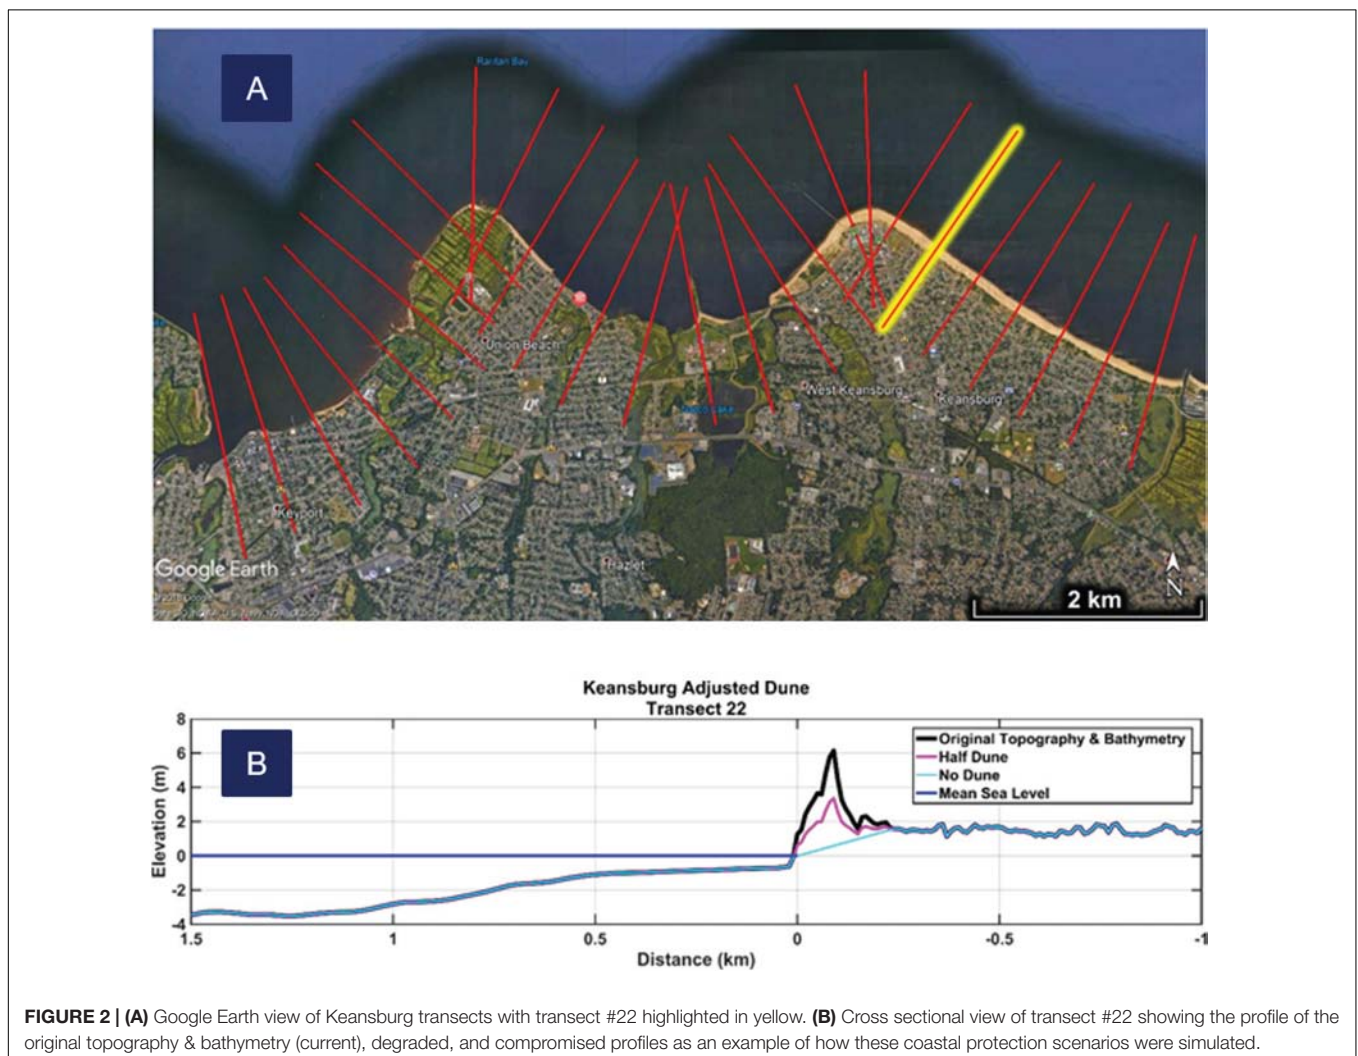 A
Raritan Bay
Union Beach
West Keansburg
Keansburg
Keyport
Hazlet
Google Earth
N
2 km
Keansburg Adjusted Dune
Transect 22
B
8
6
4
2
0
-2
-4
Elevation (m)
Original Topography & Bathymetry
Half Dune
No Dune
Mean Sea Level
1.5 1 0.5 0 -0.5 -1
Distance (km)
FIGURE 2 | (A) Google Earth view of Keansburg transects with transect #22 highlighted in yellow. (B) Cross sectional view of transect #22 showing the profile of the
original topography & bathymetry (current), degraded, and compromised profiles as an example of how these coastal protection scenarios were simulated.